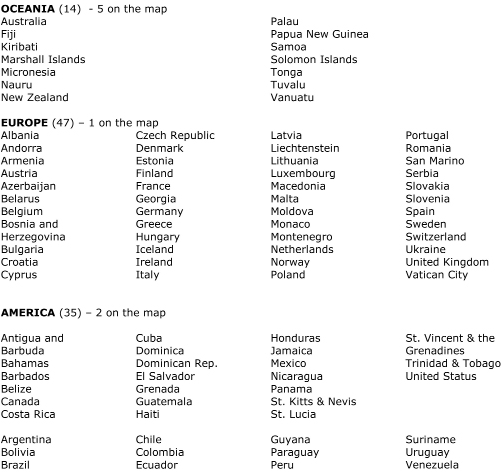 OCEANIA (14)  - 5 on the map
Australia
Fiji
Kiribati
Marshall Islands
Micronesia
Nauru
New Zealand
Palau
Papua New Guinea
Samoa
Solomon Islands
Tonga
Tuvalu
Vanuatu
EUROPE (47) – 1 on the map
Albania
Andorra
Armenia
Austria
Azerbaijan
Belarus
Belgium
Bosnia and
Herzegovina
Bulgaria
Croatia
Cyprus
Czech Republic
Denmark
Estonia
Finland
France
Georgia
Germany
Greece
Hungary
Iceland
Ireland
Italy
Latvia
Liechtenstein
Lithuania
Luxembourg
Macedonia
Malta
Moldova
Monaco
Montenegro
Netherlands
Norway
Poland
Portugal
Romania
San Marino
Serbia
Slovakia
Slovenia
Spain
Sweden
Switzerland
Ukraine
United Kingdom
Vatican City
AMERICA (35) – 2 on the map
Antigua and
Barbuda
Bahamas
Barbados
Belize
Canada
Costa Rica
Cuba
Dominica
Dominican Rep.
El Salvador
Grenada
Guatemala
Haiti
Honduras
Jamaica
Mexico
Nicaragua
Panama
St. Kitts & Nevis
St. Lucia
St. Vincent & the
Grenadines
Trinidad & Tobago
United Status
Argentina
Bolivia
Brazil
Chile
Colombia
Ecuador
Guyana
Paraguay
Peru
Suriname
Uruguay
Venezuela